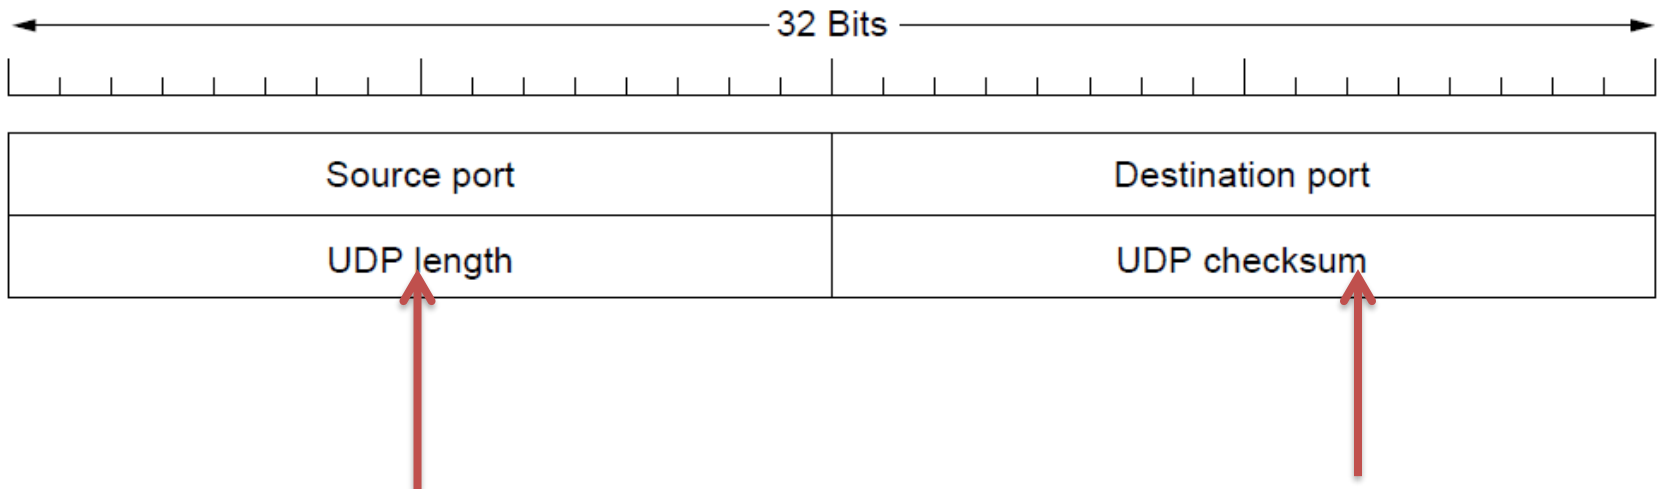 32 Bits
Source port Destination port
UDP length UDP checksum